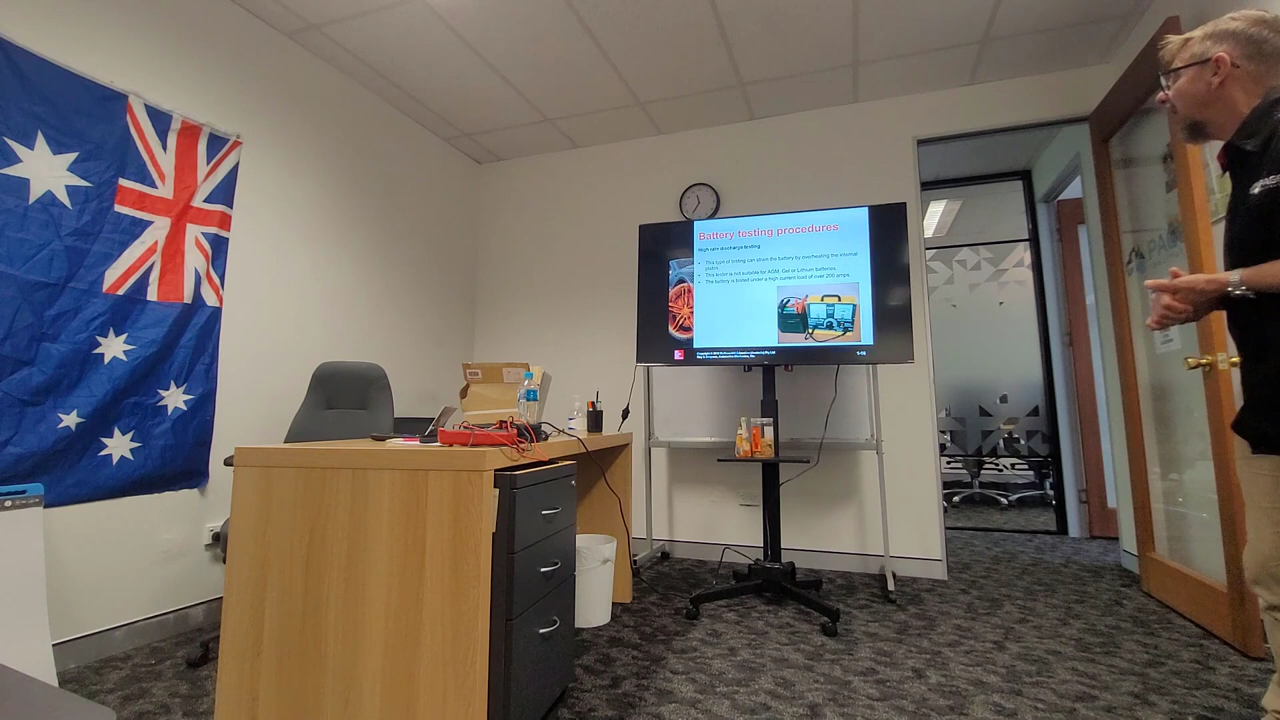 Battery testing procedures
High rate discharge testing
• This type of testing can strain the battery by overheating the internal
plates.
• This tester is not suitable for AGM, Gel or Lithium batteries.
• The battery is tested under a high current load of over 200 amps.
1-16